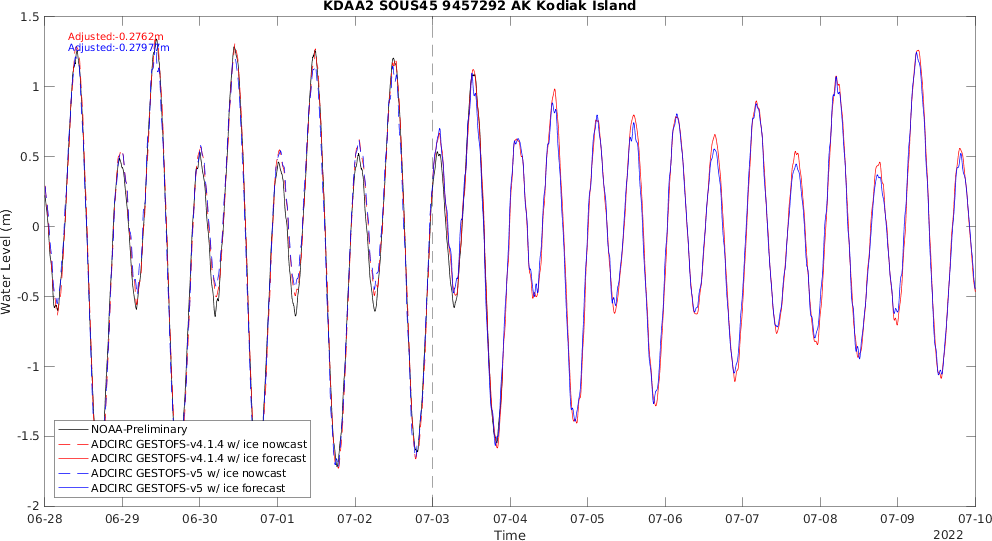 KDAA2 SOUS45 9457292 AK Kodiak Island
Adjusted:-0.2762m
Adjusted:-0.2797m
1.5
1
0.5
0
-0.5
-1
-1.5
-2
Water Level (m)
NOAA-Preliminary
ADCIRC GESTOFS-v4.1.4 w/ ice nowcast
ADCIRC GESTOFS-v4.1.4 w/ ice forecast
ADCIRC GESTOFS-v5 w/ ice nowcast
ADCIRC GESTOFS-v5 w/ ice forecast
06-28 06-29 06-30 07-01 07-02 07-03 07-04 07-05 07-06 07-07 07-08 07-09 07-10
Time
2022